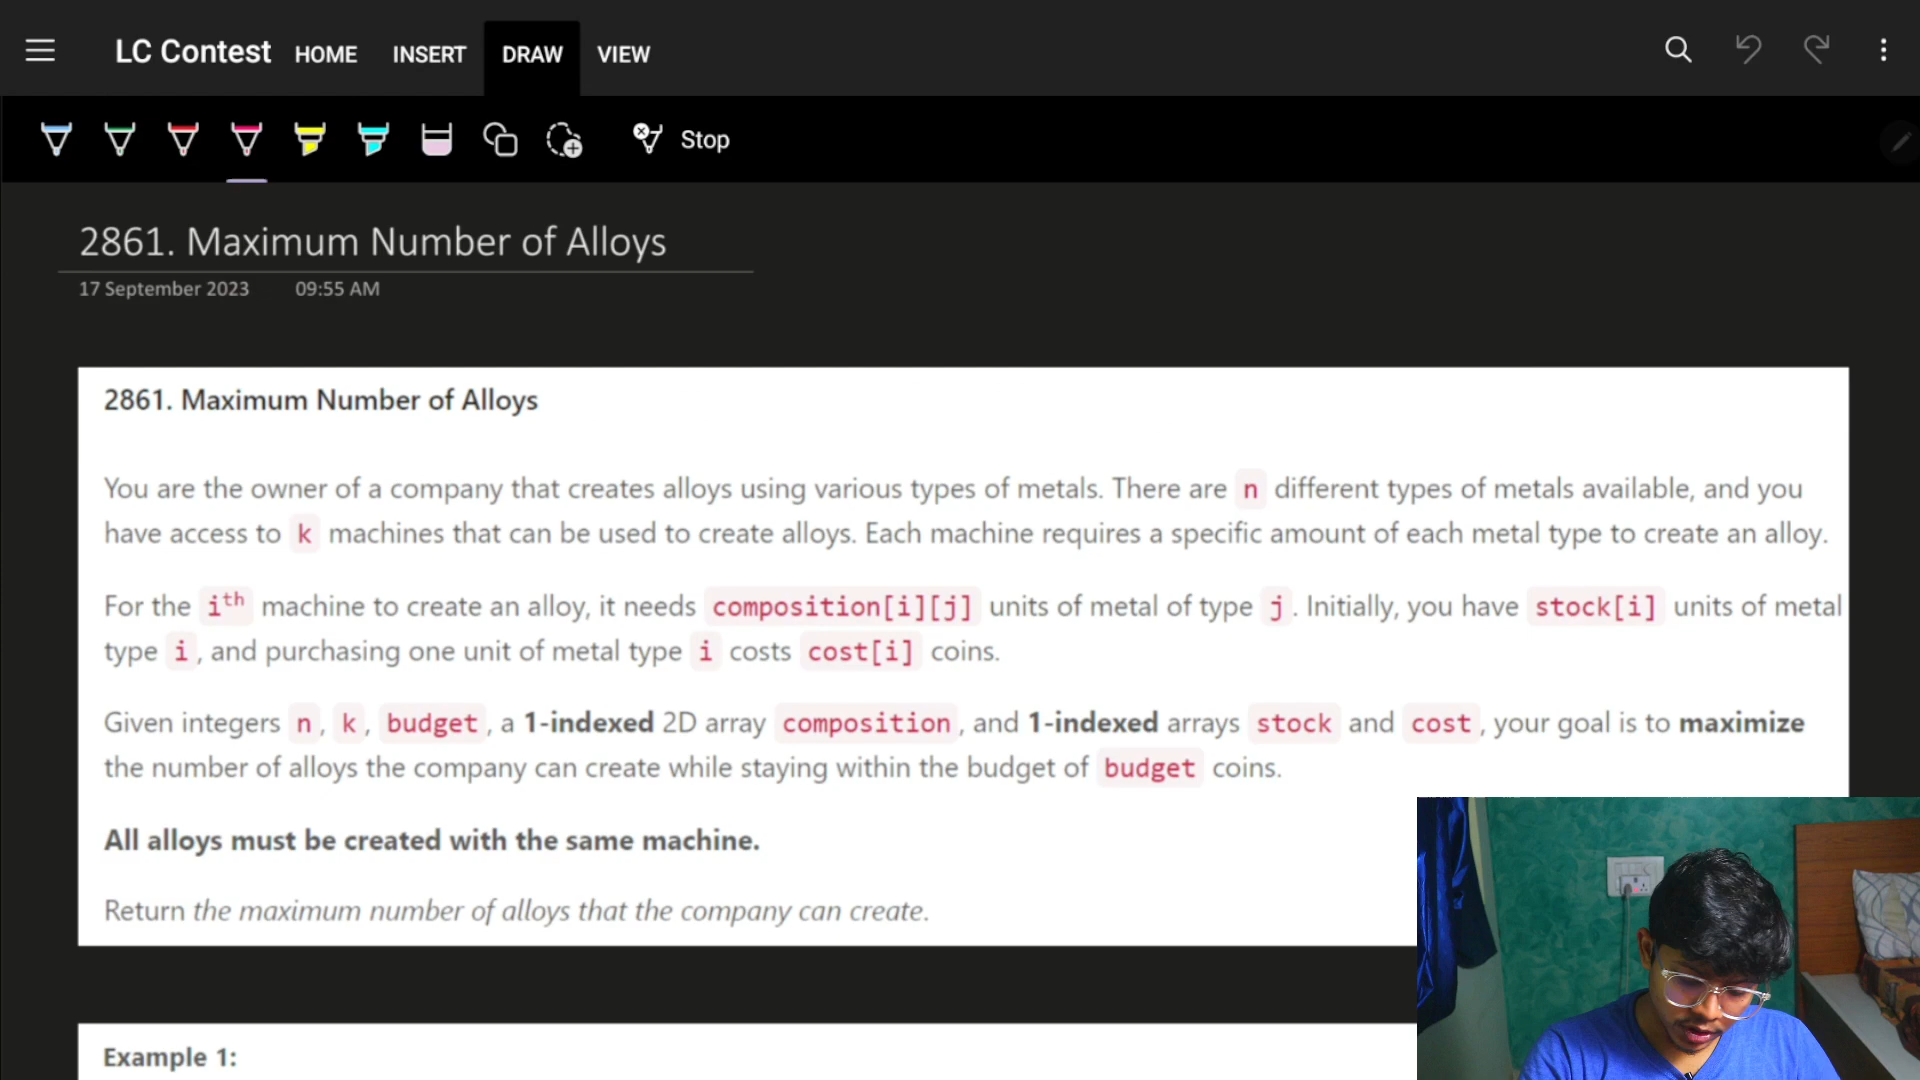 LC Contest HOME INSERT DRAW VIEW
Stop
2861. Maximum Number of Alloys
17 September 2023 09:55 AM
2861. Maximum Number of Alloys
You are the owner of a company that creates alloys using various types of metals. There are n different types of metals available, and you
have access to k machines that can be used to create alloys. Each machine requires a specific amount of each metal type to create an alloy.
For the iᵗʰ machine to create an alloy, it needs composition[i][j] units of metal of type j. Initially, you have stock[i] units of metal
type i, and purchasing one unit of metal type i costs cost[i] coins.
Given integers n, k, budget, a 1-indexed 2D array composition, and 1-indexed arrays stock and cost, your goal is to maximize
the number of alloys the company can create while staying within the budget of budget coins.
All alloys must be created with the same machine.
Return the maximum number of alloys that the company can create.
Example 1: